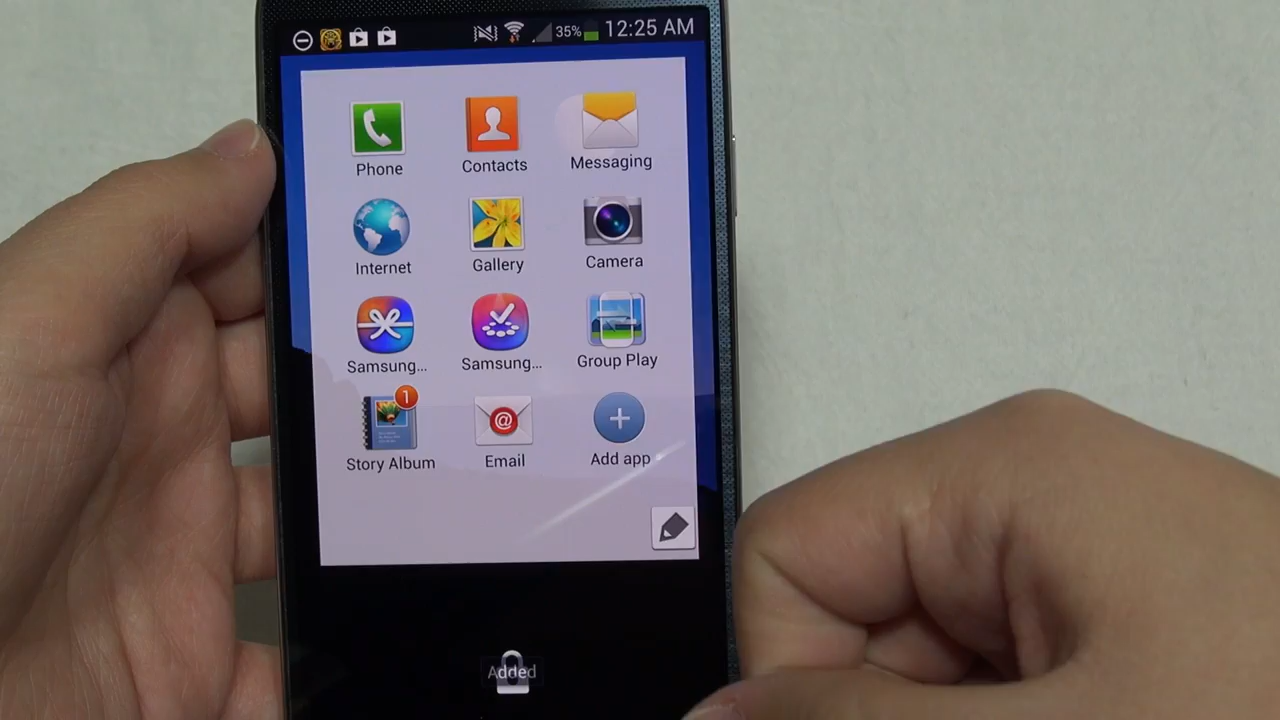 35% 12:25 AM
Phone Contacts Messaging
Internet Gallery Camera
Samsung... Samsung... Group Play
1
Story Album Email Add app
Added